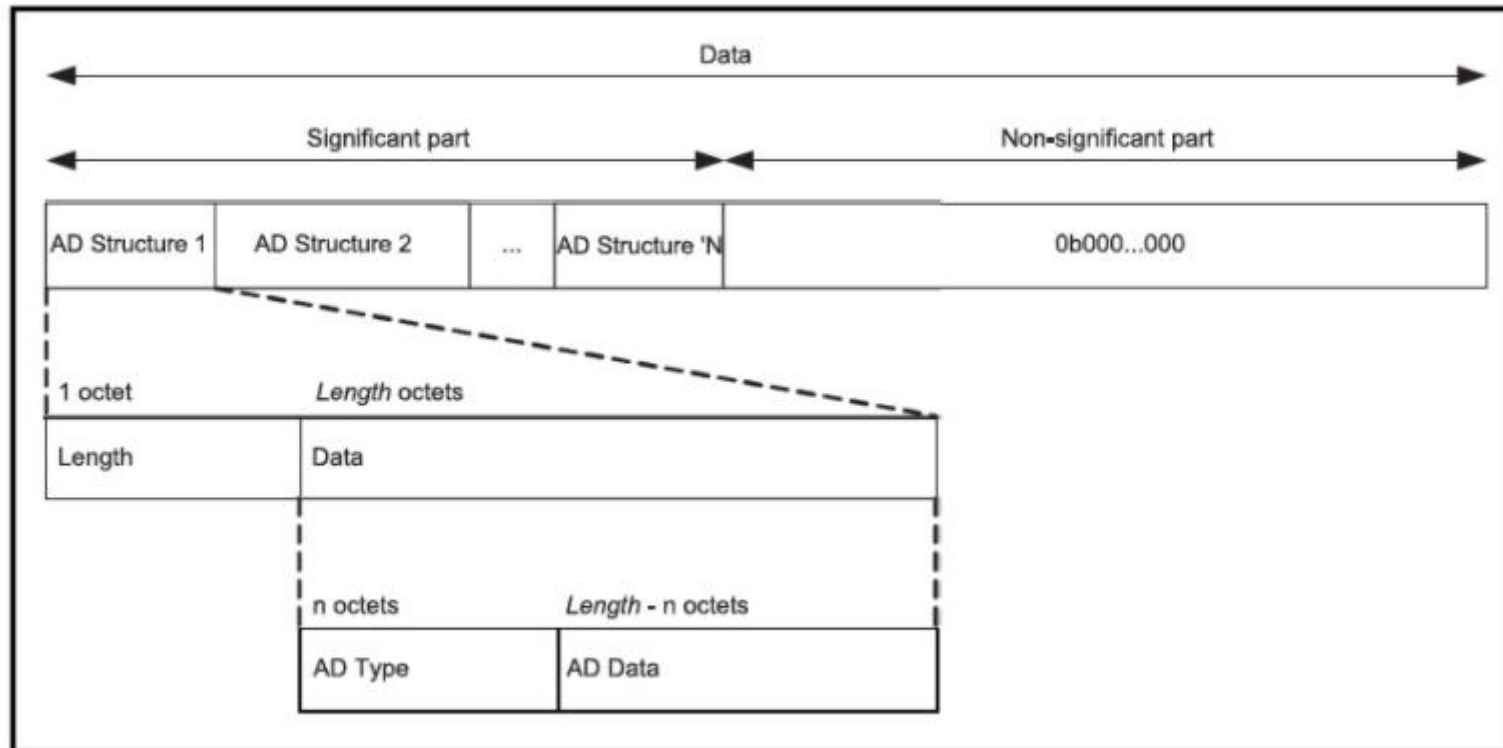 Data
Significant part Non-significant part
AD Structure 1 AD Structure 2 ... AD Structure 'N 0b000...000
1 octet Length octets
Length Data
n octets Length - n octets
AD Type AD Data